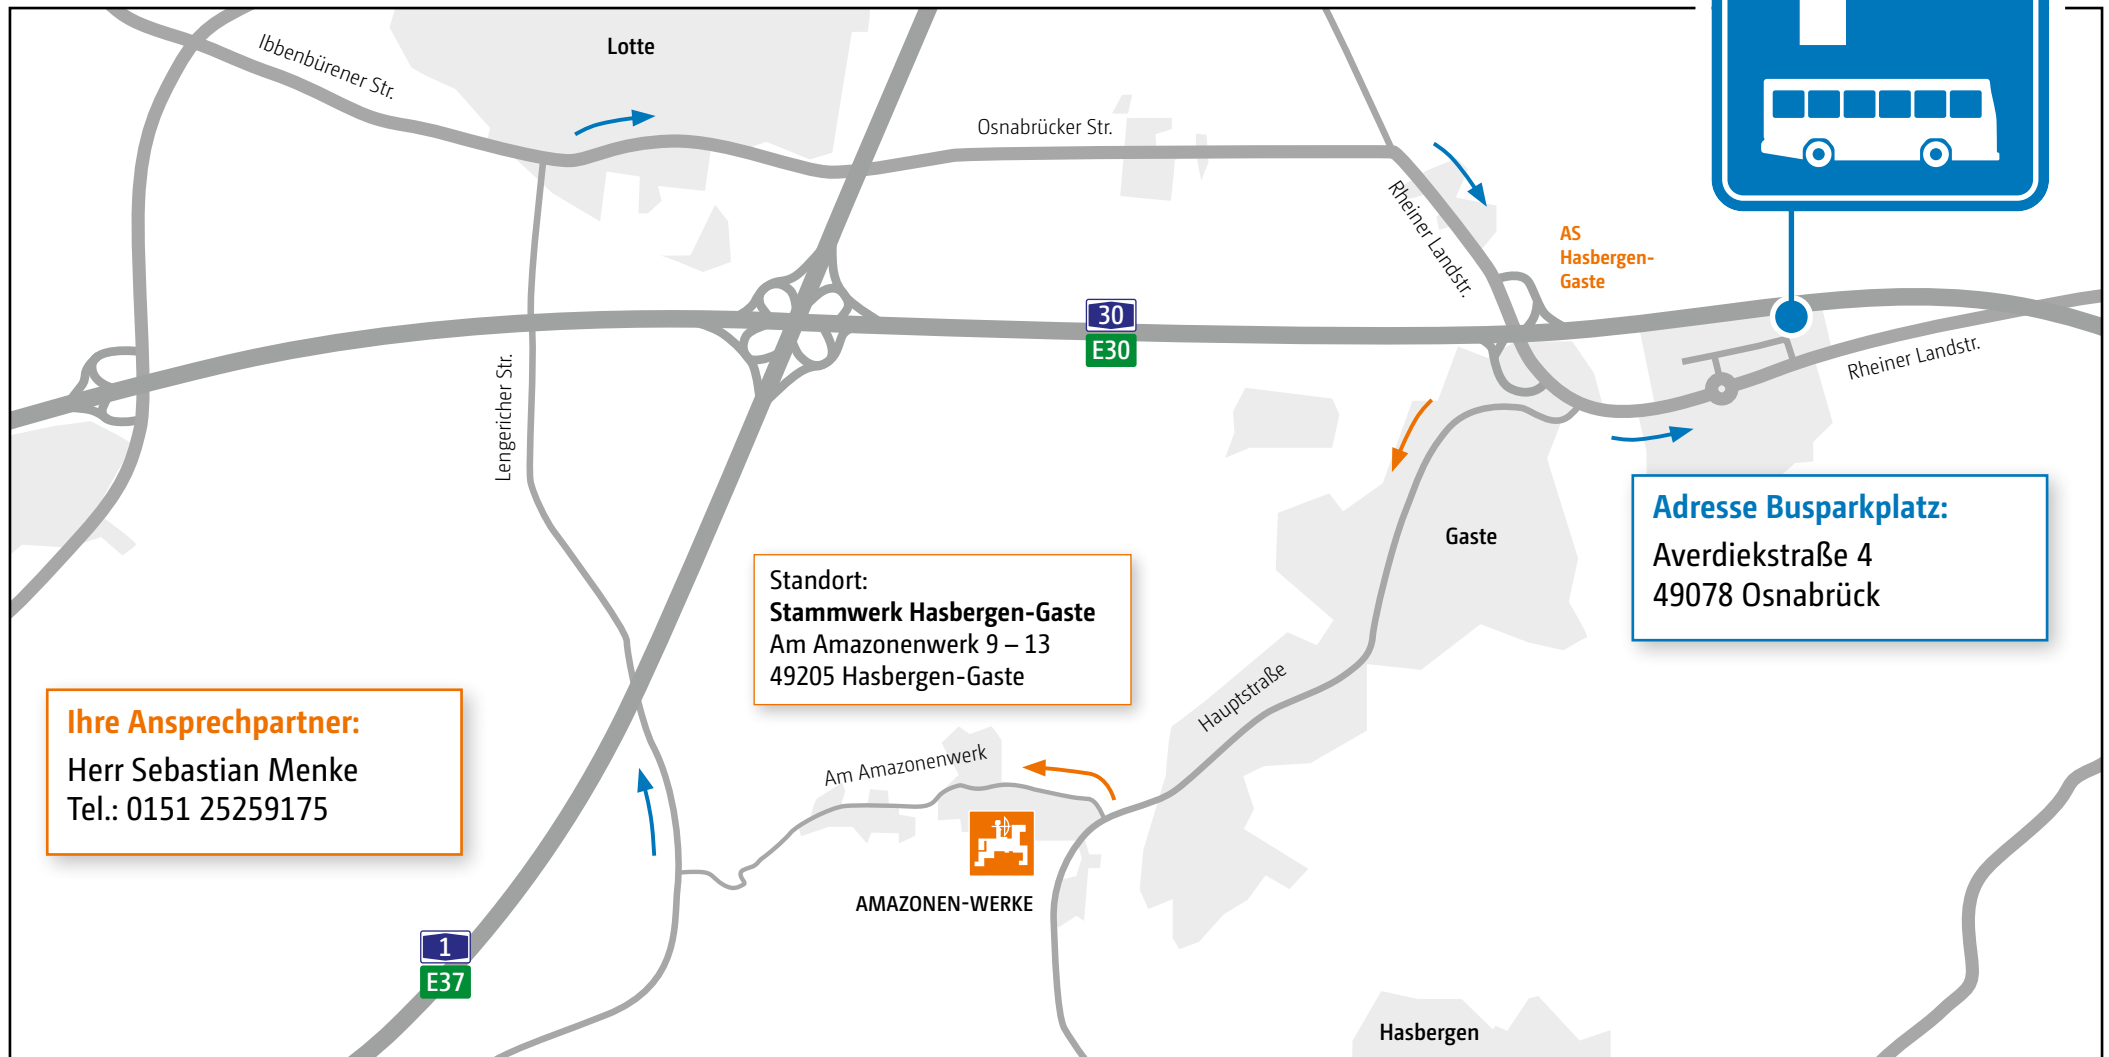 Lotte
Ibbenbürener Str.
Osnabrücker Str.
Rheiner Landstr.
AS
Hasbergen-
Gaste
30
E30
Lengericher Str.
Rheiner Landstr.
Gaste
Adresse Busparkplatz:
Averdiekstraße 4
49078 Osnabrück
Standort:
Stammwerk Hasbergen-Gaste
Am Amazonenwerk 9 – 13
49205 Hasbergen-Gaste
Hauptstraße
Ihre Ansprechpartner:
Herr Sebastian Menke
Tel.: 0151 25259175
Am Amazonenwerk
AMAZONEN-WERKE
1
E37
Hasbergen